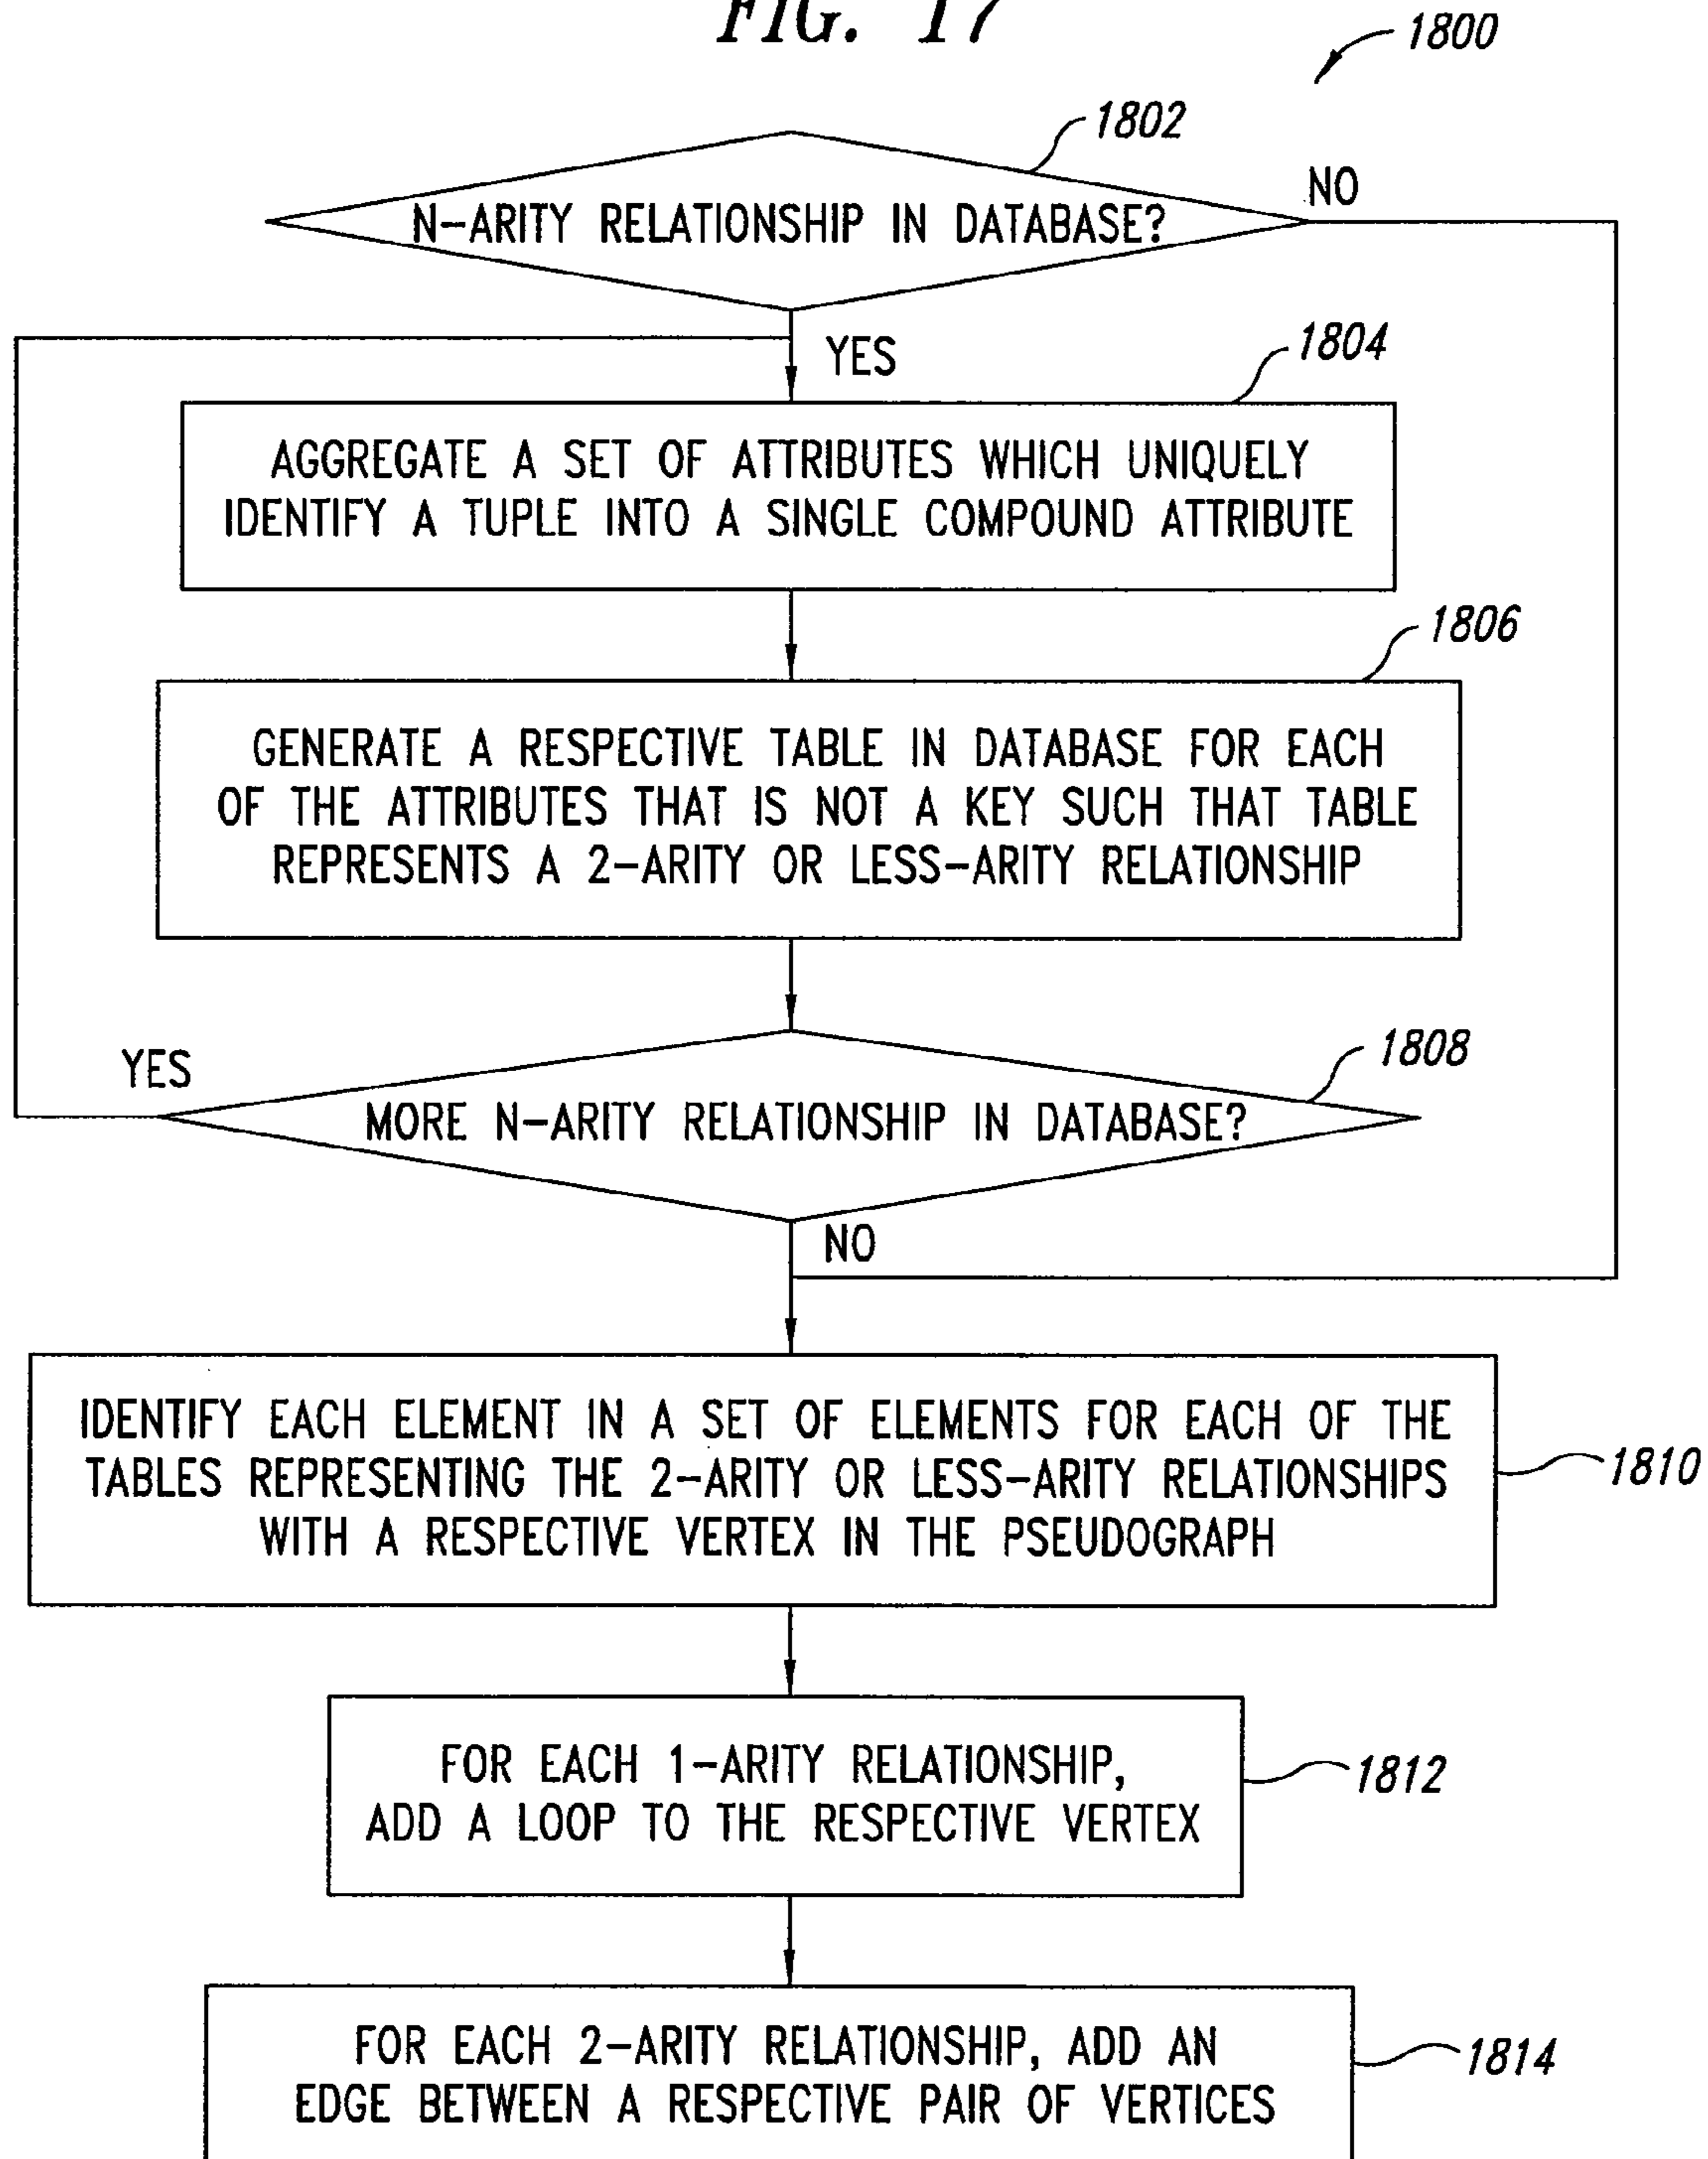 FIG. 17
1800
1802
N-ARITY RELATIONSHIP IN DATABASE?
NO
YES
1804
AGGREGATE A SET OF ATTRIBUTES WHICH UNIQUELY
IDENTIFY A TUPLE INTO A SINGLE COMPOUND ATTRIBUTE
1806
GENERATE A RESPECTIVE TABLE IN DATABASE FOR EACH
OF THE ATTRIBUTES THAT IS NOT A KEY SUCH THAT TABLE
REPRESENTS A 2-ARITY OR LESS-ARITY RELATIONSHIP
1808
YES
MORE N-ARITY RELATIONSHIP IN DATABASE?
NO
IDENTIFY EACH ELEMENT IN A SET OF ELEMENTS FOR EACH OF THE
TABLES REPRESENTING THE 2-ARITY OR LESS-ARITY RELATIONSHIPS
WITH A RESPECTIVE VERTEX IN THE PSEUDOGRAPH
1810
FOR EACH 1-ARITY RELATIONSHIP,
ADD A LOOP TO THE RESPECTIVE VERTEX
1812
FOR EACH 2-ARITY RELATIONSHIP, ADD AN
EDGE BETWEEN A RESPECTIVE PAIR OF VERTICES
1814